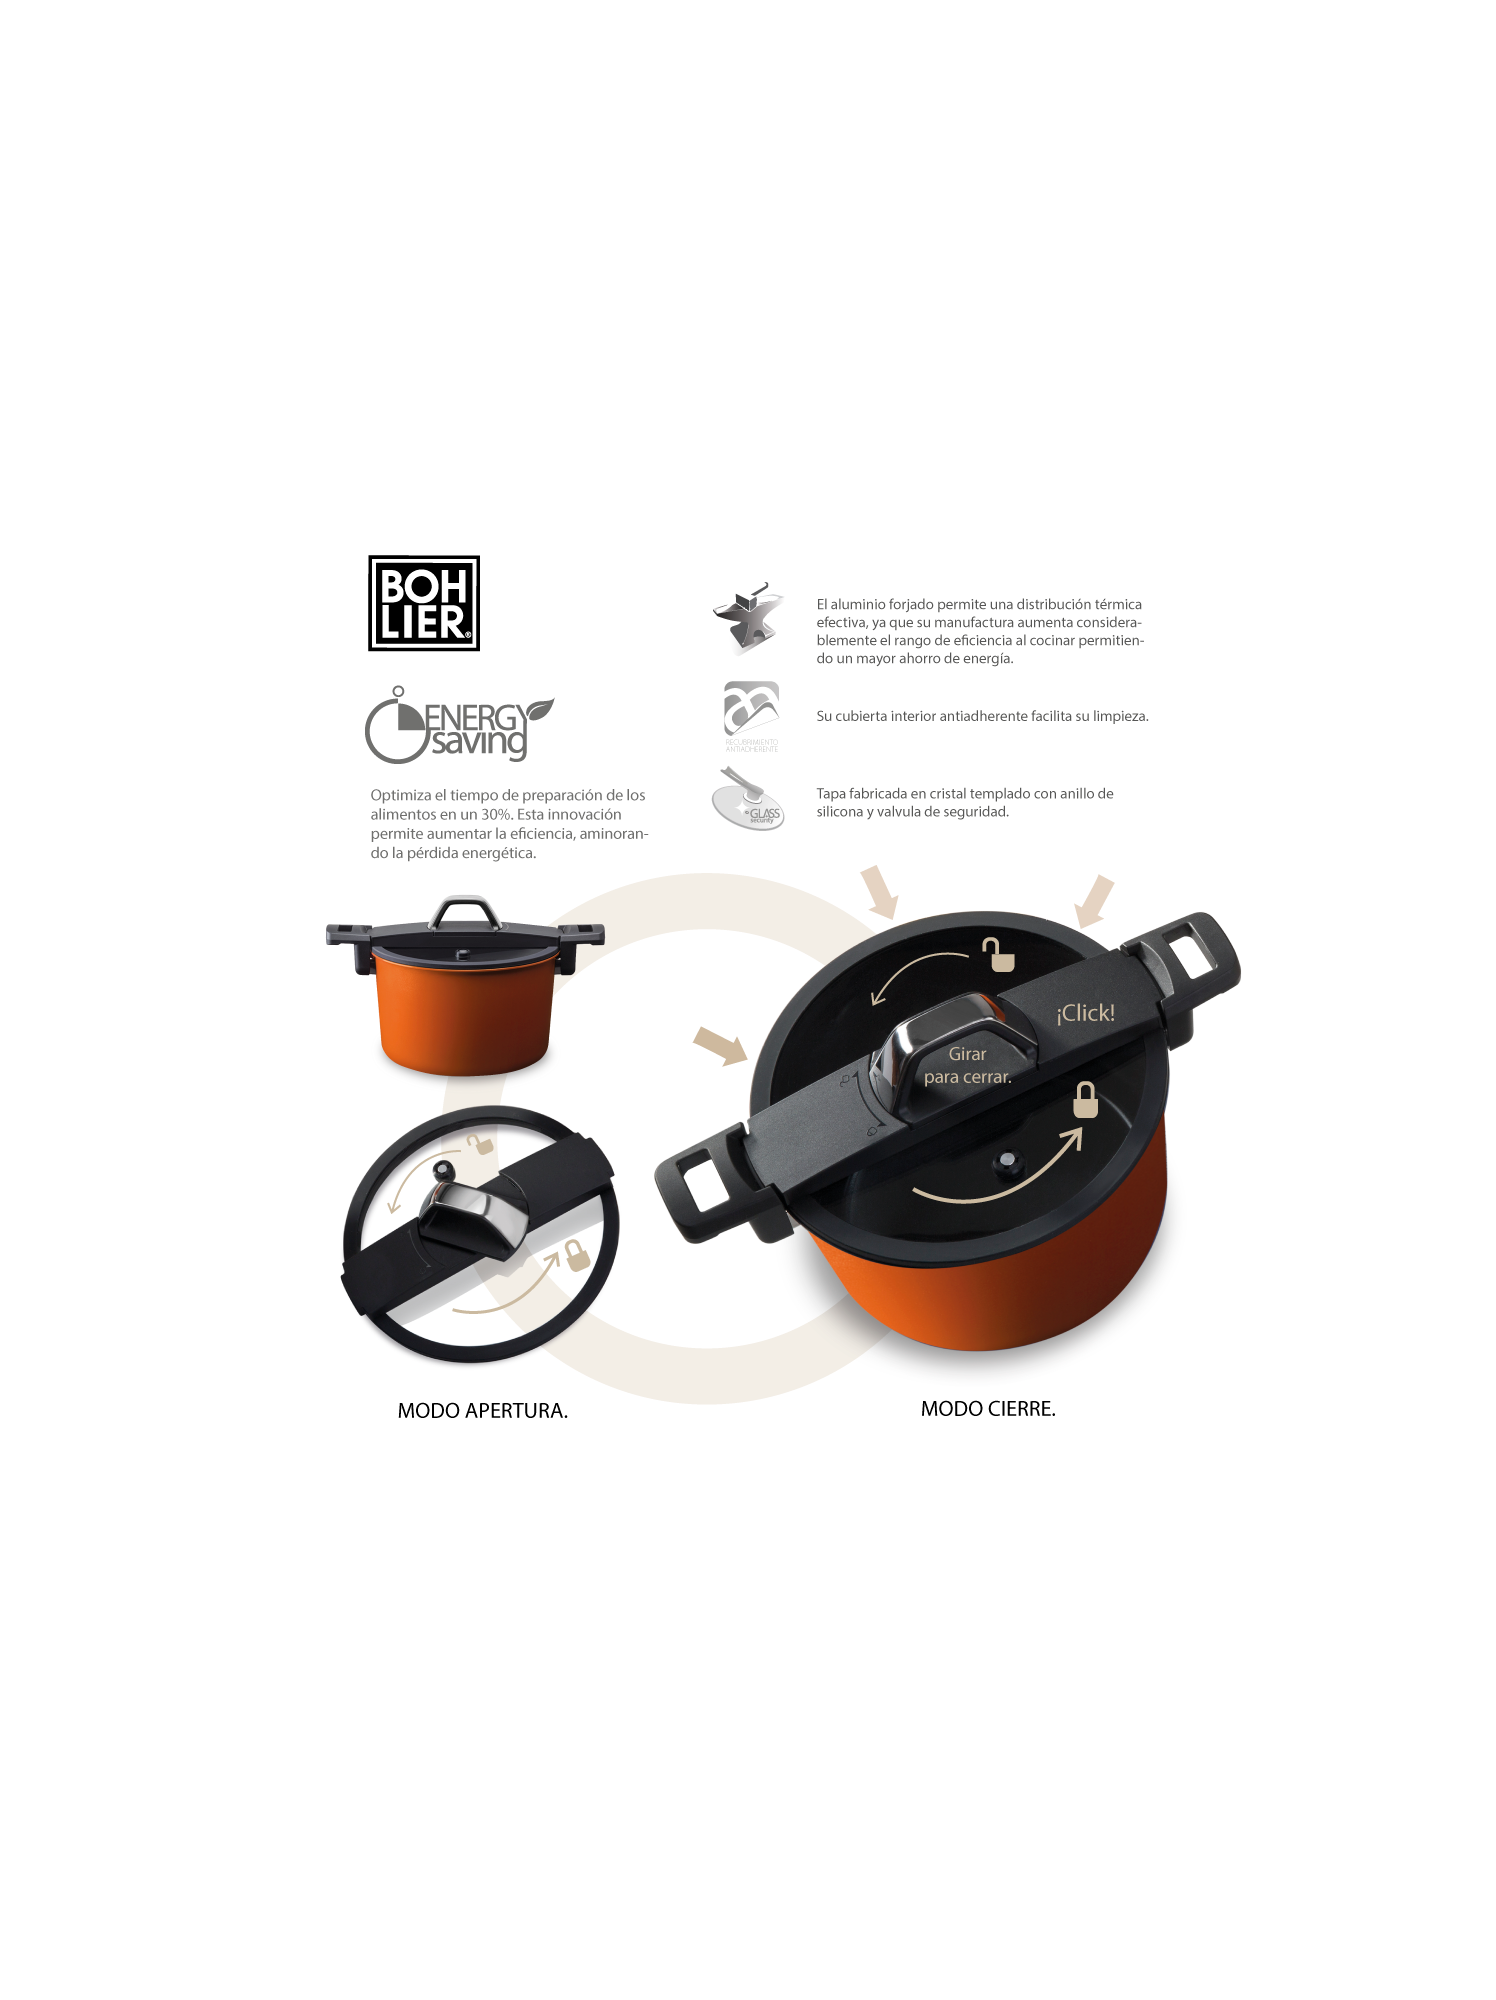 BOH
LIER®
ENERGY
saving
Optimiza el tiempo de preparación de los
alimentos en un 30%. Esta innovación
permite aumentar la eficiencia, aminoran-
do la pérdida energética.
El aluminio forjado permite una distribución térmica
efectiva, ya que su manufactura aumenta considera-
blemente el rango de eficiencia al cocinar permitien-
do un mayor ahorro de energía.
RECUBRIMIENTO
ANTIADHERENTE
Su cubierta interior antiadherente facilita su limpieza.
GLASS
security
Tapa fabricada en cristal templado con anillo de
silicona y valvula de seguridad.
¡Click!
Girar
para cerrar.
MODO APERTURA.
MODO CIERRE.